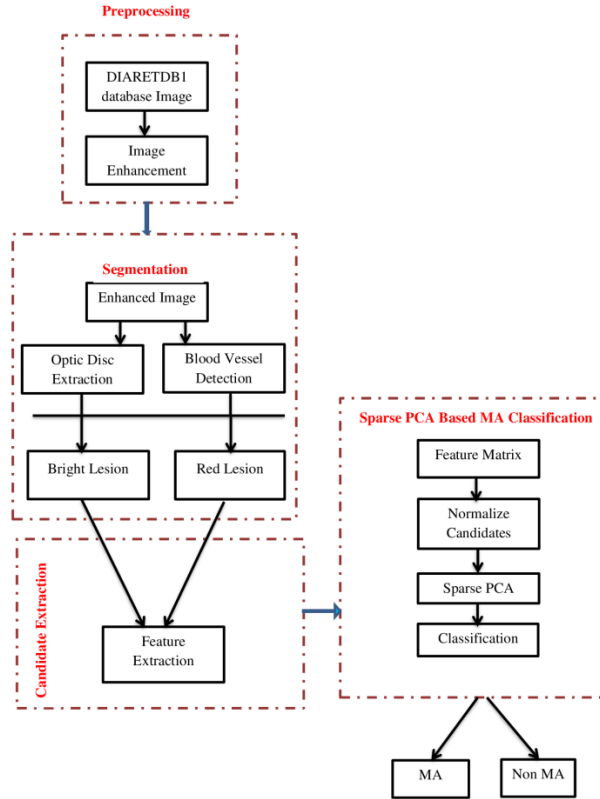 Preprocessing
DIARETDB1
database Image
Image
Enhancement
Segmentation
Enhanced Image
Optic Disc
Extraction
Blood Vessel
Detection
Bright Lesion
Red Lesion
Candidate Extraction
Feature
Extraction
Sparse PCA Based MA Classification
Feature Matrix
Normalize
Candidates
Sparse PCA
Classification
MA
Non MA